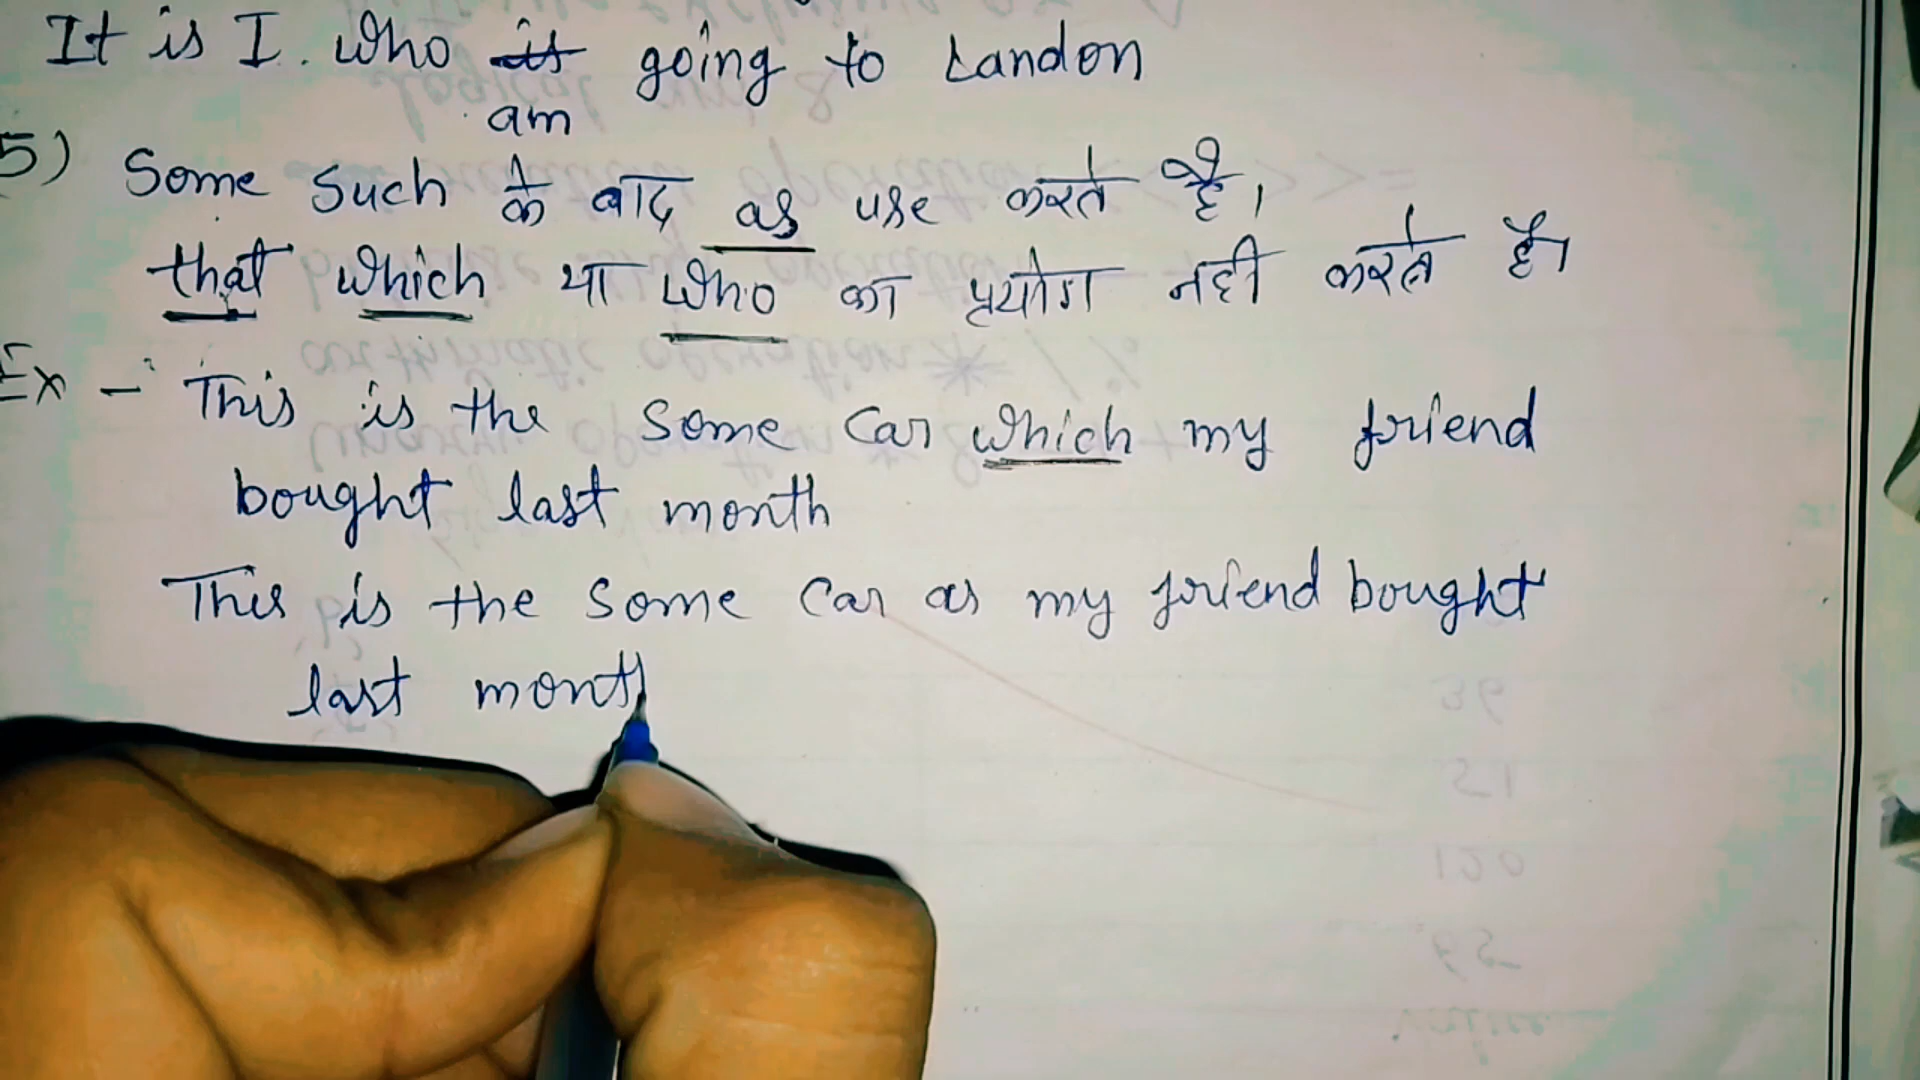 It is I. who is going to Landon
am
5) Some such के बाद as use करते है।
that which या who का प्रयोग नही करते है।
Ex - This is the some car which my friend
bought last month
This is the some car as my friend bought
last month